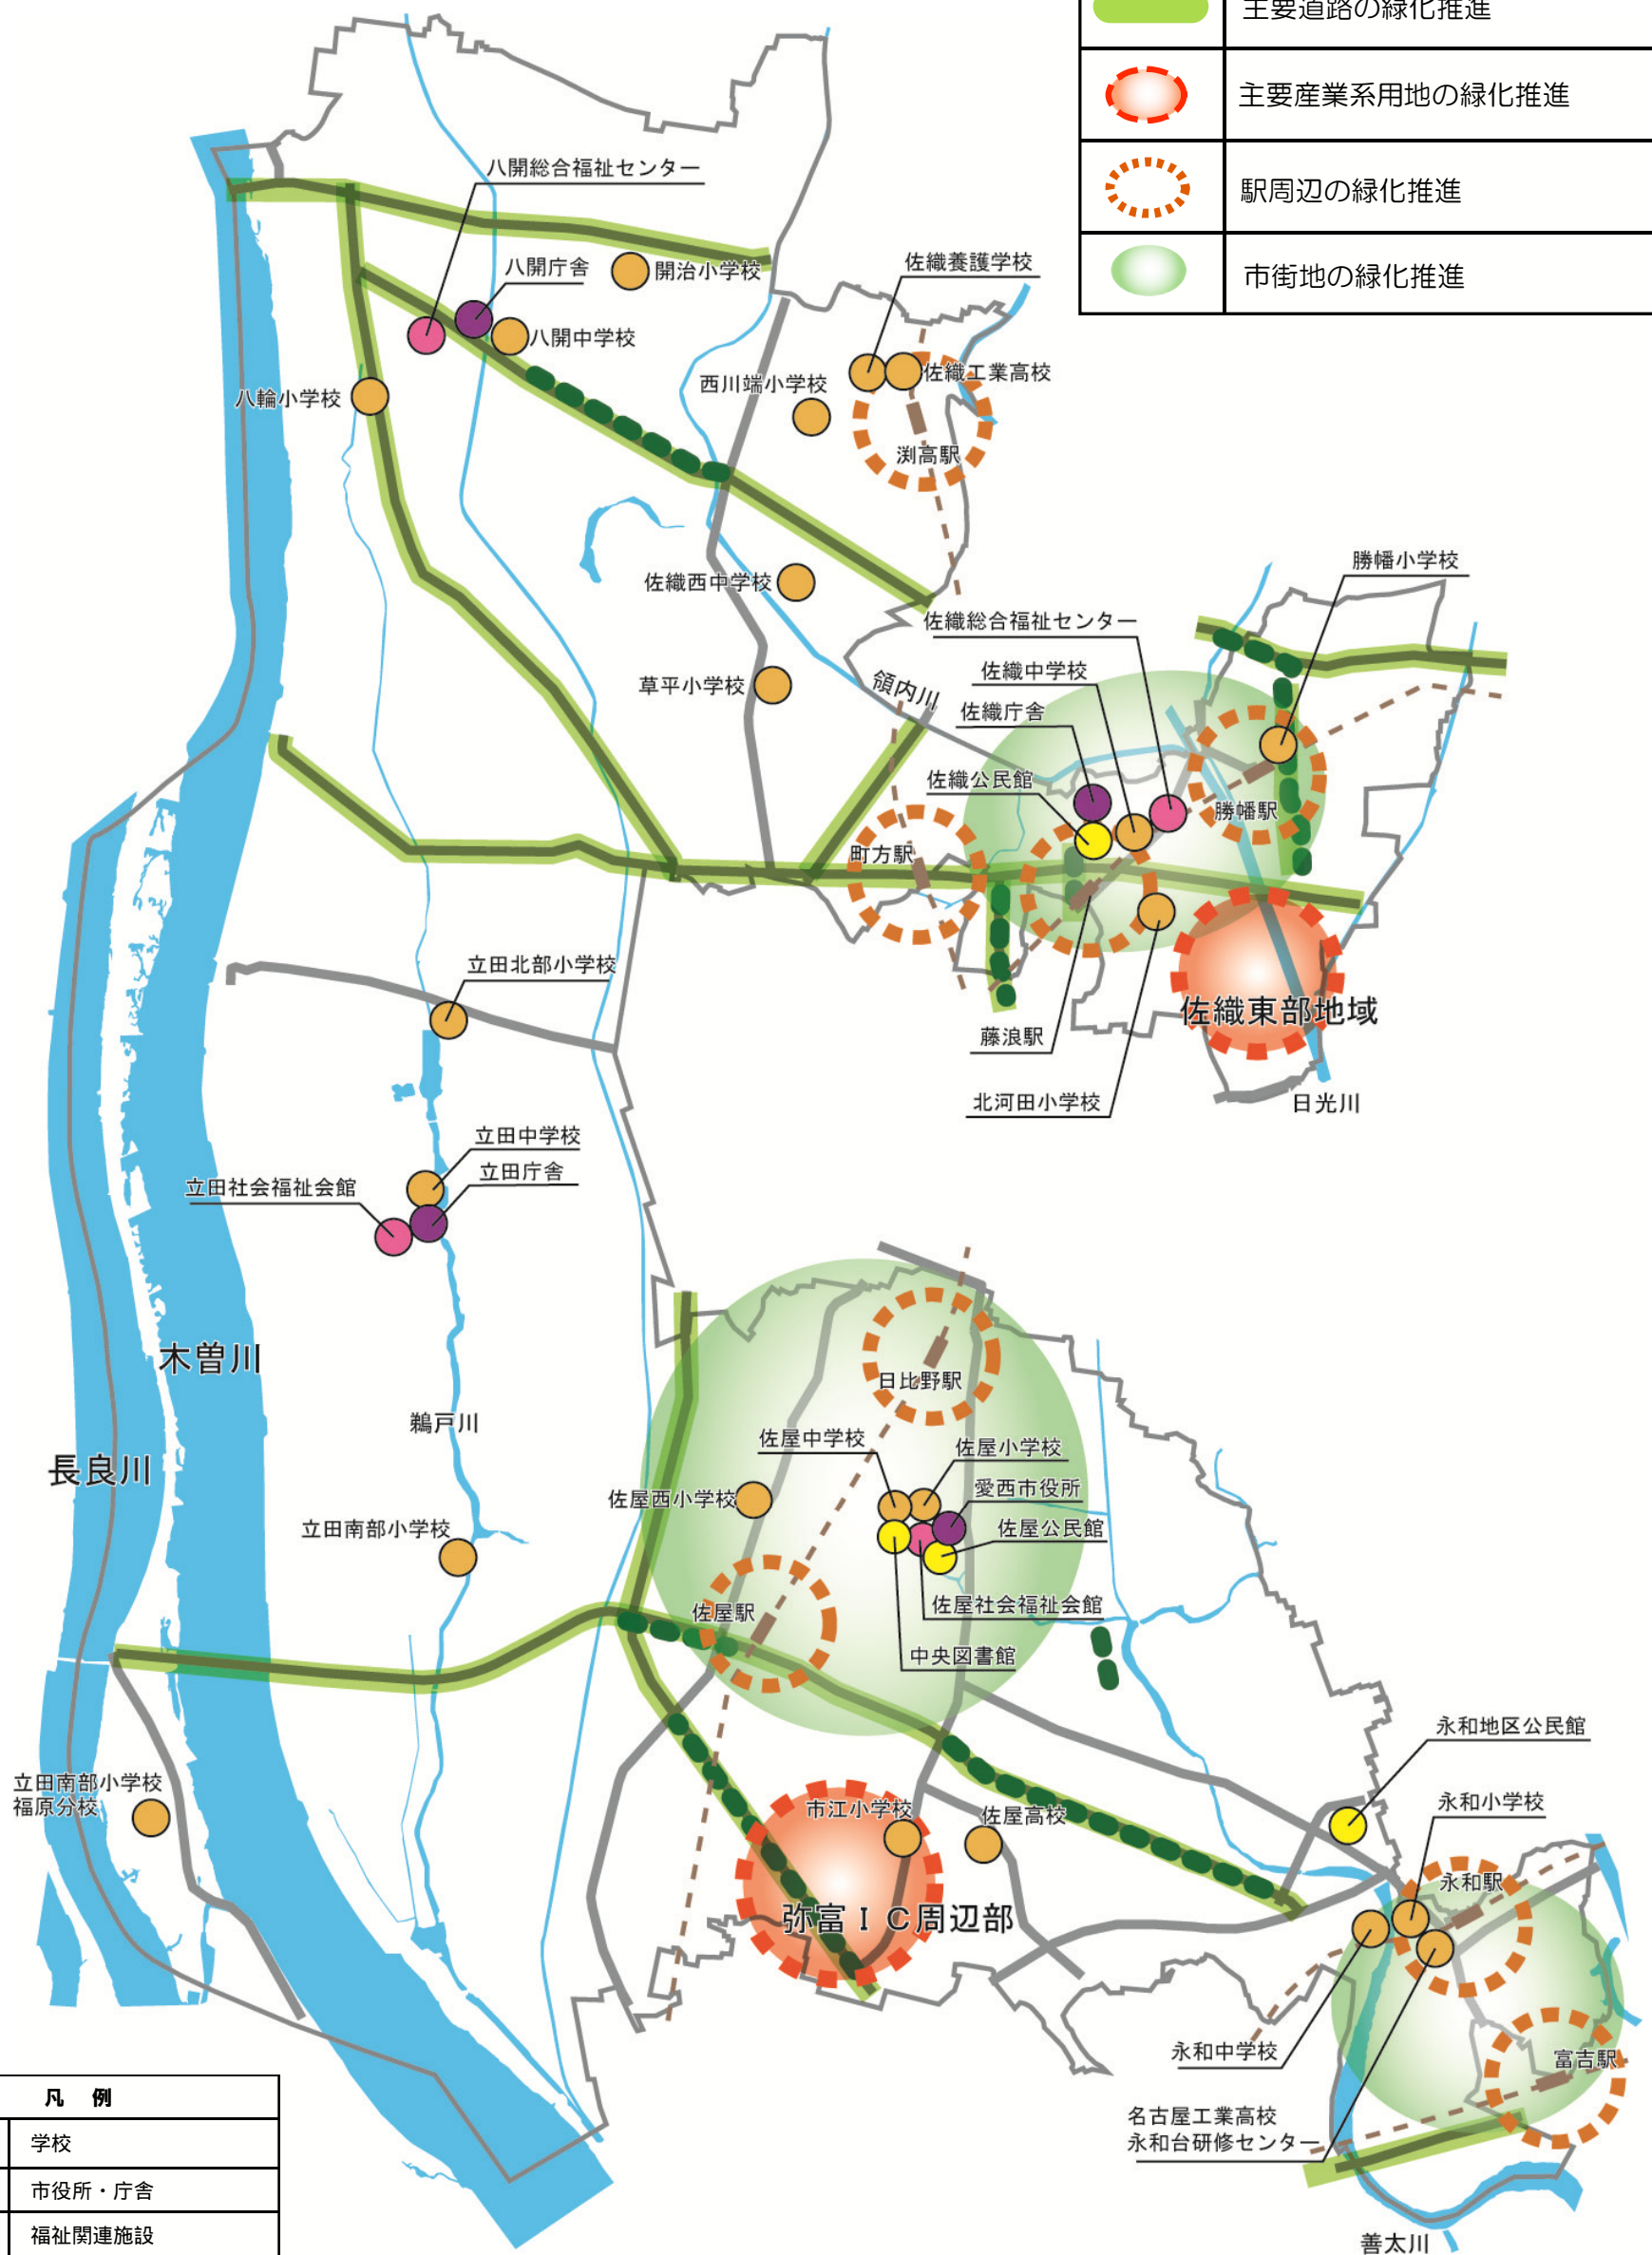 主要道路の緑化推進
主要産業系用地の緑化推進
駅周辺の緑化推進
市街地の緑化推進
八開総合福祉センター
八開庁舎
開治小学校
佐織養護学校
八開中学校
西川端小学校
佐織工業高校
八輪小学校
渕高駅
勝幡小学校
佐織西中学校
佐織総合福祉センター
佐織中学校
草平小学校
領内川
佐織庁舎
佐織公民館
勝幡駅
町方駅
立田北部小学校
佐織東部地域
藤浪駅
北河田小学校
日光川
立田中学校
立田庁舎
立田社会福祉会館
木曽川
日比野駅
鵜戸川
佐屋中学校
佐屋小学校
長良川
愛西市役所
佐屋西小学校
佐屋公民館
立田南部小学校
佐屋駅
佐屋社会福祉会館
中央図書館
永和地区公民館
立田南部小学校
福原分校
市江小学校
佐屋高校
永和小学校
永和駅
弥富ＩＣ周辺部
永和中学校
富吉駅
名古屋工業高校
永和台研修センター
善太川
凡 例
学校
市役所・庁舎
福祉関連施設